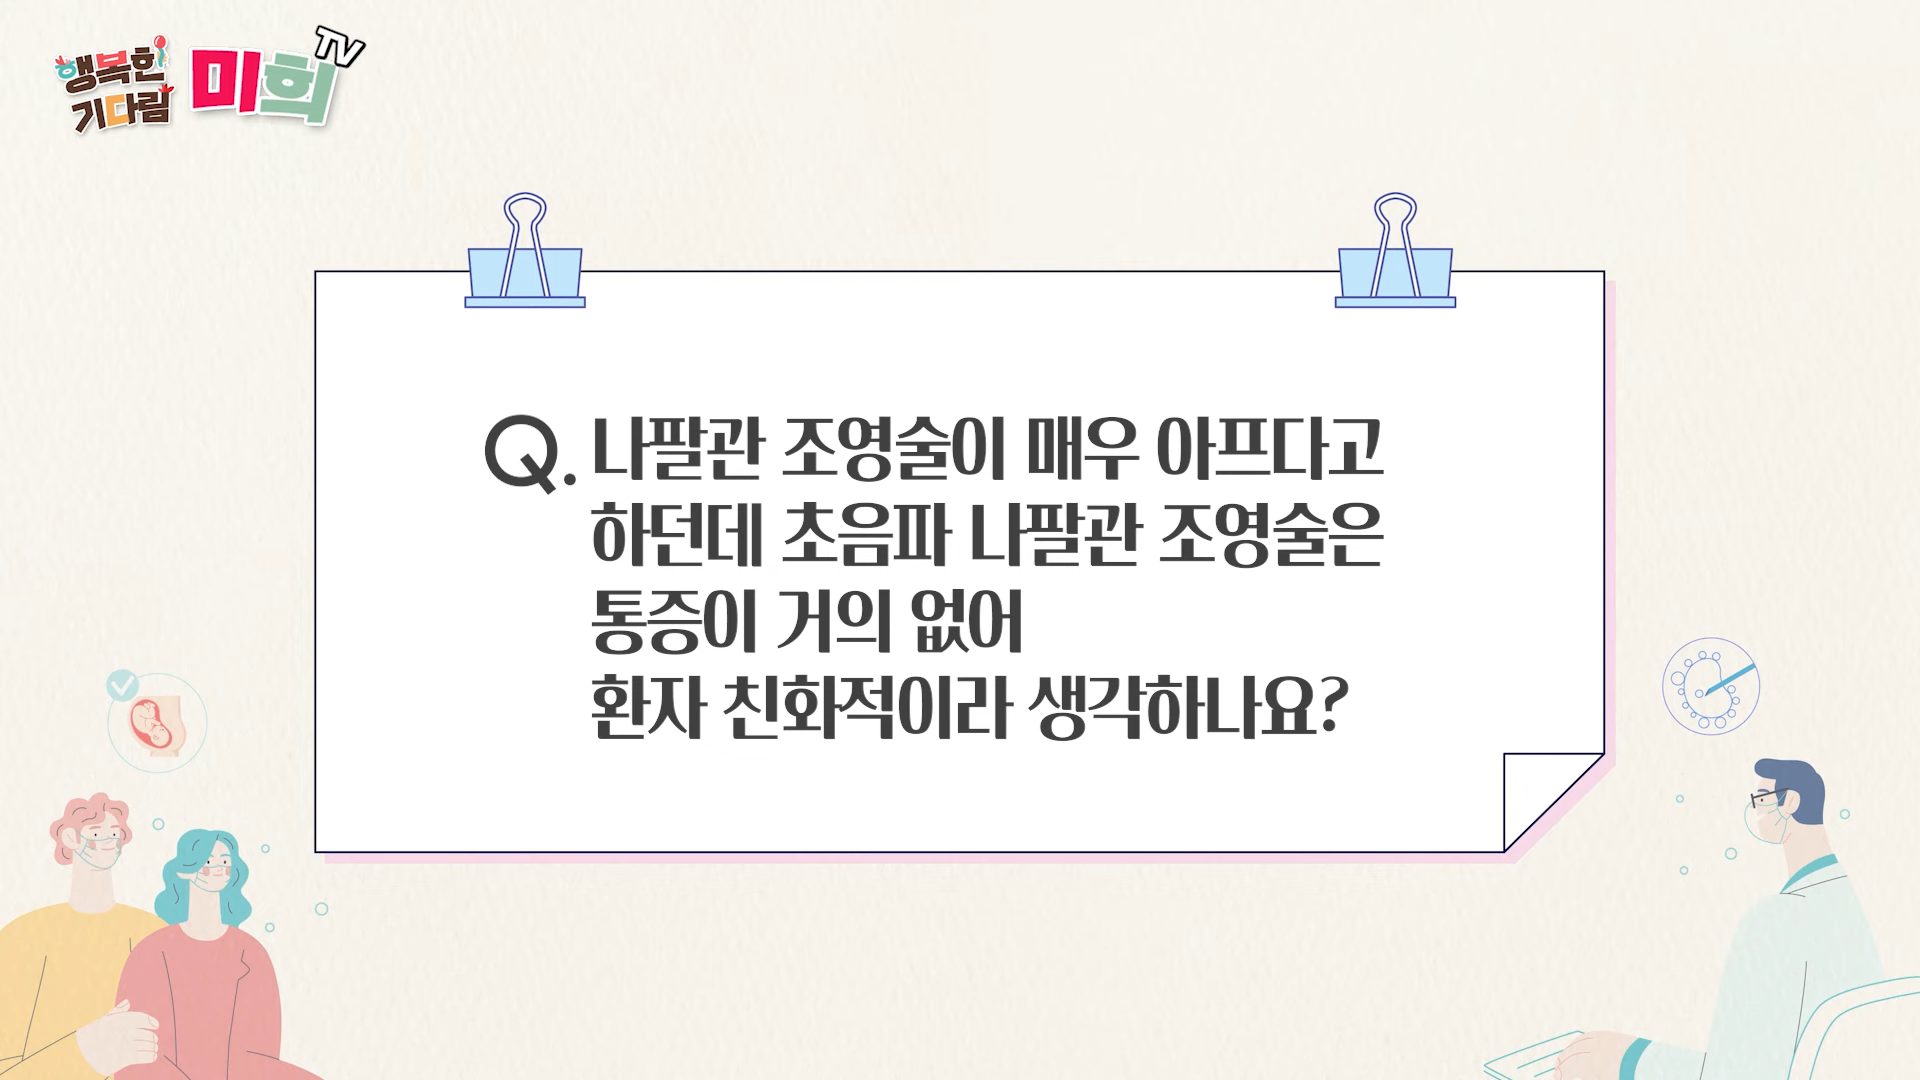 행복한
기다림
미희 TV
Q. 나팔관 조영술이 매우 아프다고
하던데 초음파 나팔관 조영술은
통증이 거의 없어
환자 친화적이라 생각하나요?